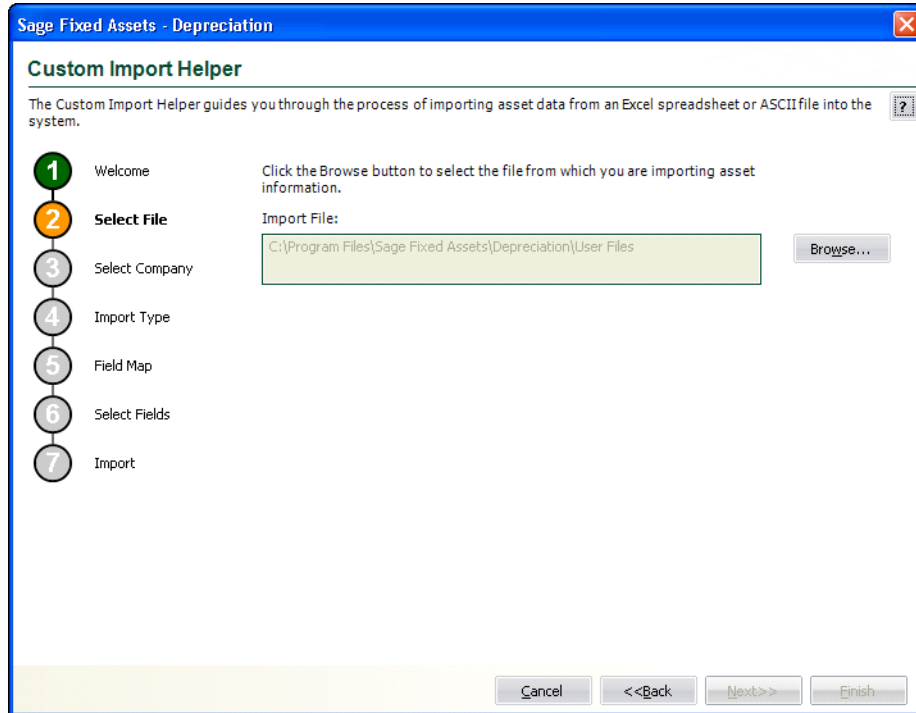 Sage Fixed Assets - Depreciation
Custom Import Helper
The Custom Import Helper guides you through the process of importing asset data from an Excel spreadsheet or ASCII file into the
system.
?
1 Welcome
2 Select File
3 Select Company
4 Import Type
5 Field Map
6 Select Fields
7 Import
Click the Browse button to select the file from which you are importing asset
information.
Import File:
C:\Program Files\Sage Fixed Assets\Depreciation\User Files
Browse...
Cancel
<<Back
Next>>
Finish